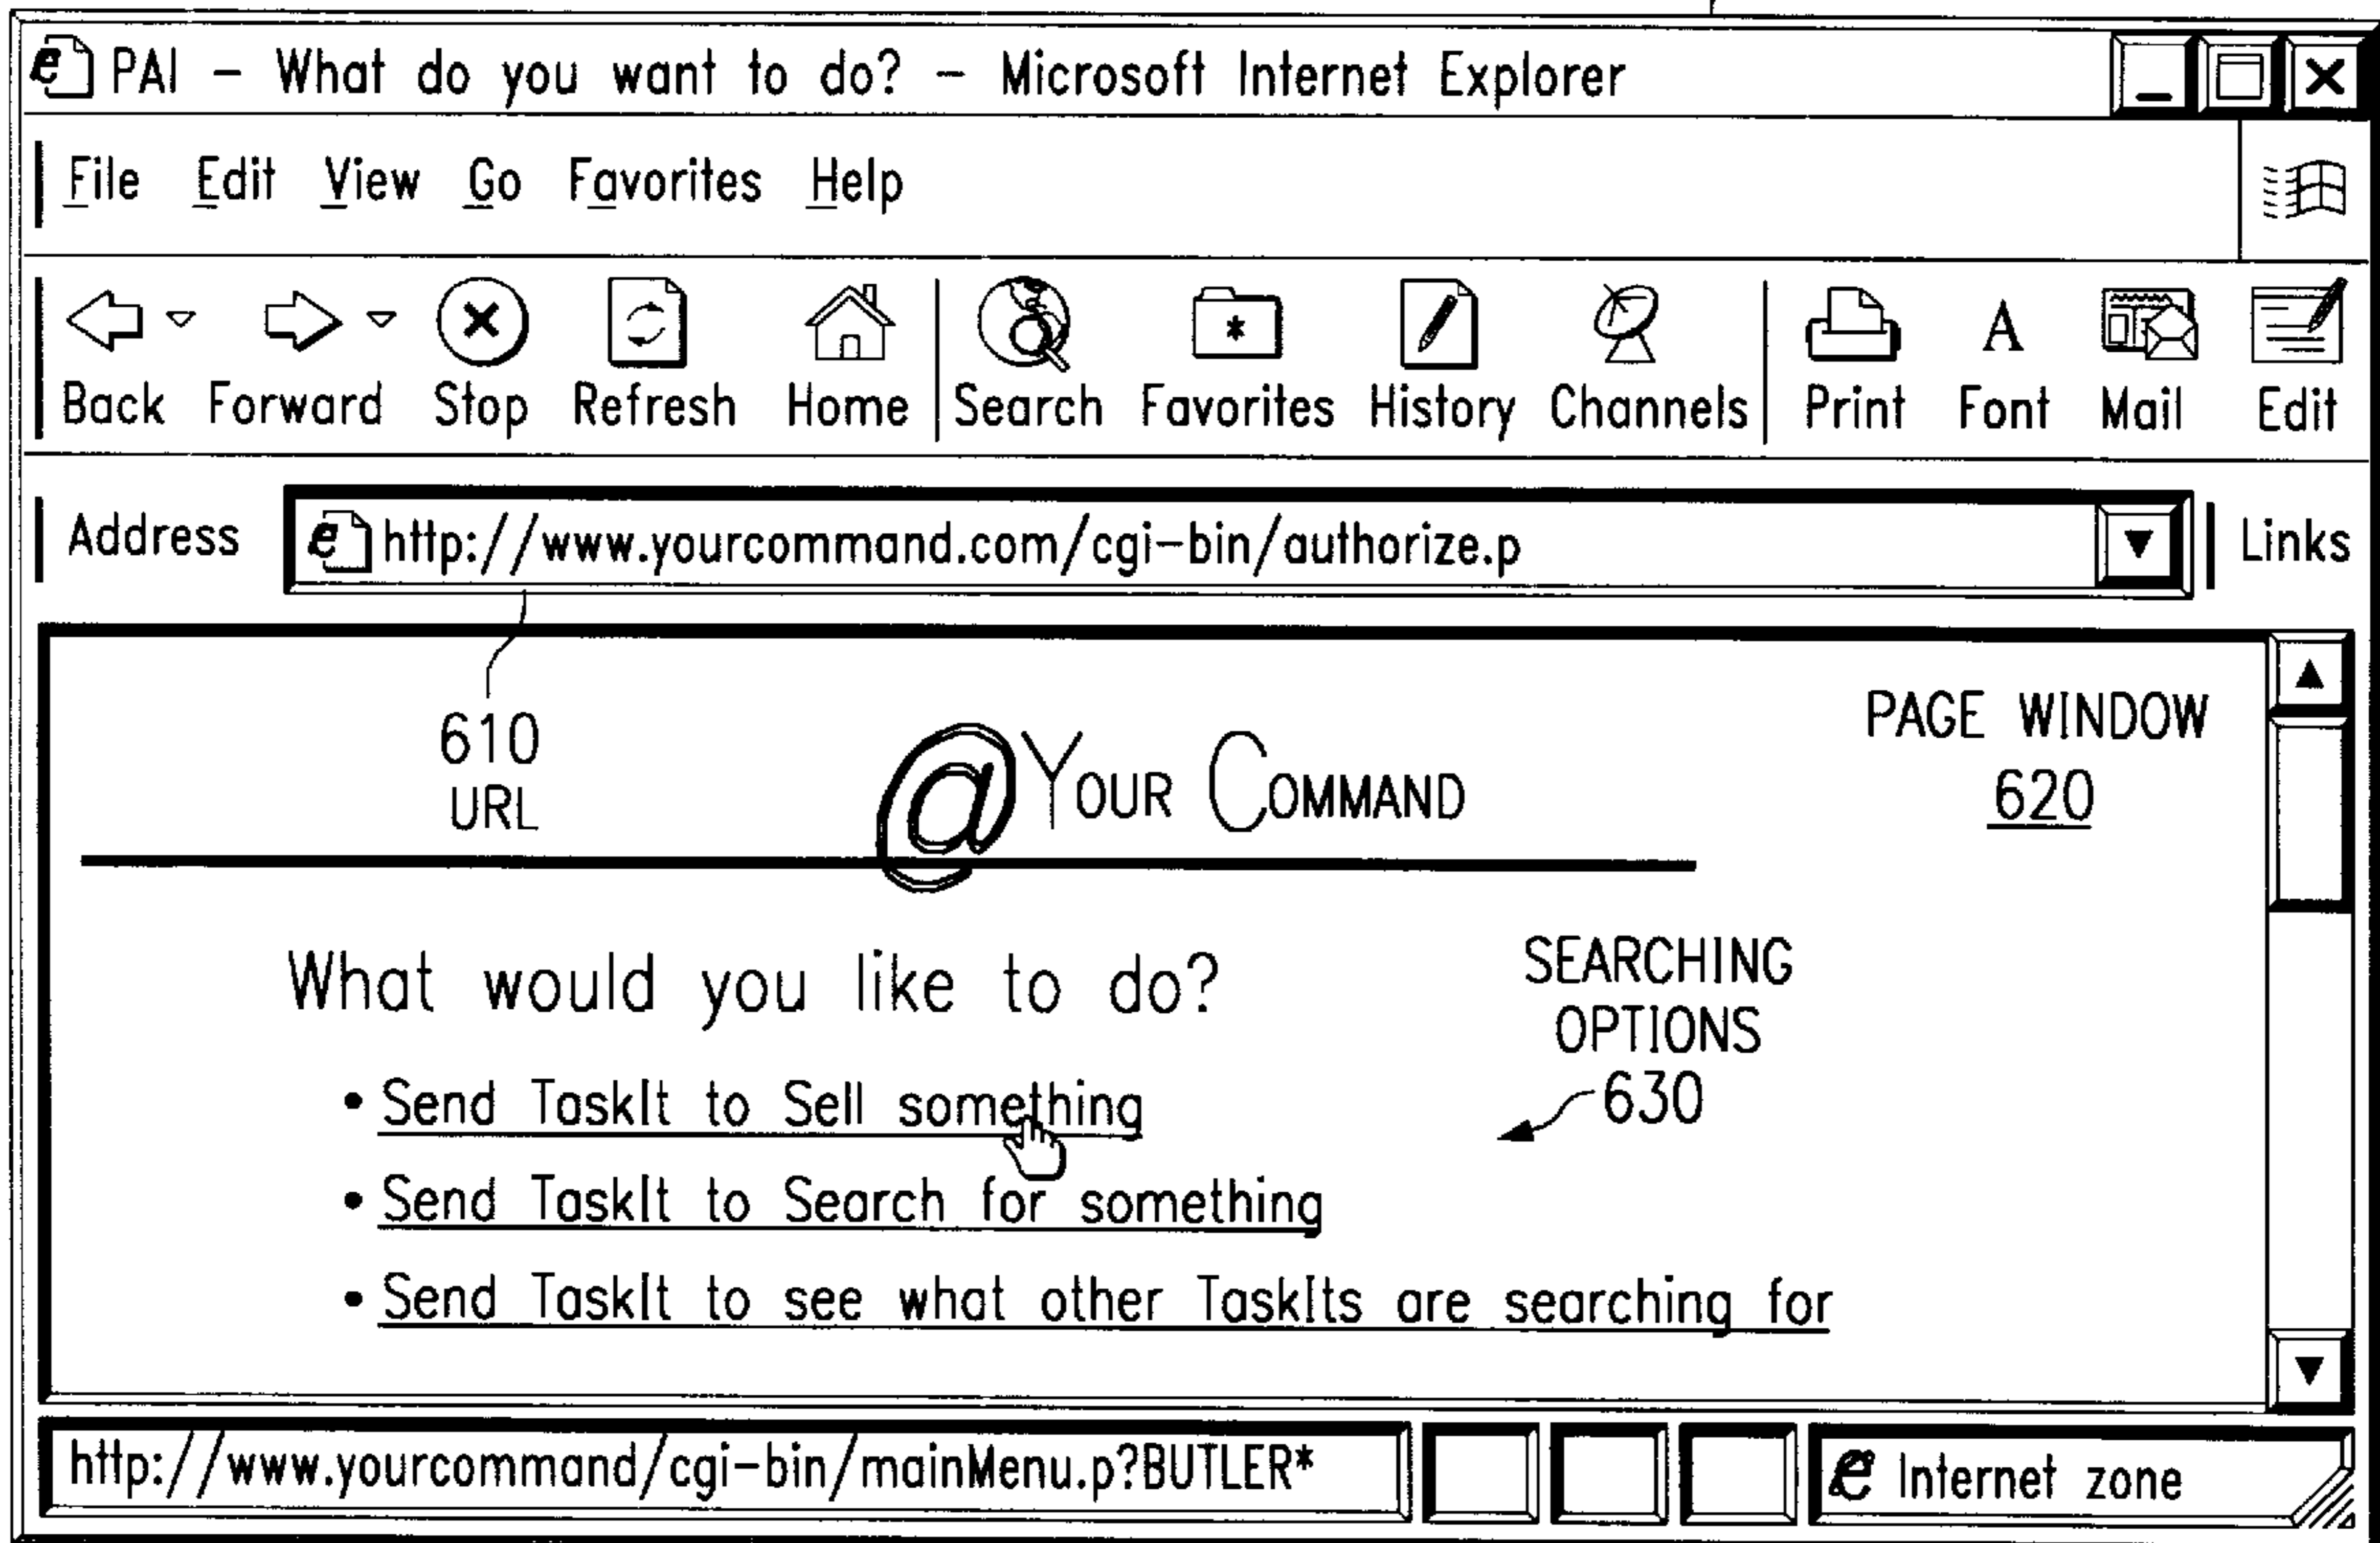 PAI – What do you want to do? – Microsoft Internet Explorer
File Edit View Go Favorites Help
Back Forward Stop Refresh Home Search Favorites History Channels Print Font Mail Edit
Address http://www.yourcommand.com/cgi-bin/authorize.p Links
610
URL
@Your Command
PAGE WINDOW
620
What would you like to do?
SEARCHING
OPTIONS
630
• Send TaskIt to Sell something
• Send TaskIt to Search for something
• Send TaskIt to see what other TaskIts are searching for
http://www.yourcommand/cgi-bin/mainMenu.p?BUTLER* Internet zone